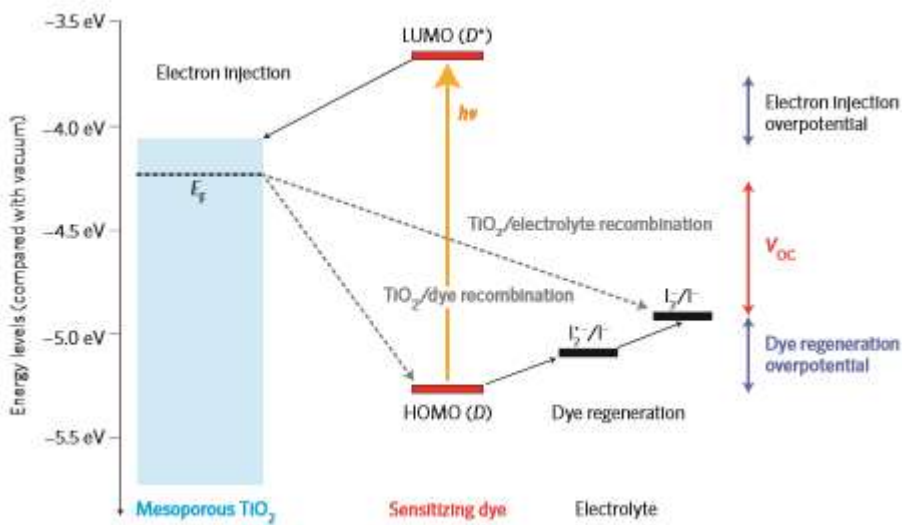 −3.5 eV
LUMO (D*)
Electron injection
hν
Electron injection
overpotential
−4.0 eV
E_F
−4.5 eV
TiO₂/electrolyte recombination
V_OC
TiO₂/dye recombination
I₃⁻/I⁻
−5.0 eV
I₂•⁻/I⁻
Dye regeneration
overpotential
HOMO (D)
Dye regeneration
−5.5 eV
Mesoporous TiO₂
Sensitizing dye
Electrolyte
Energy levels (compared with vacuum)